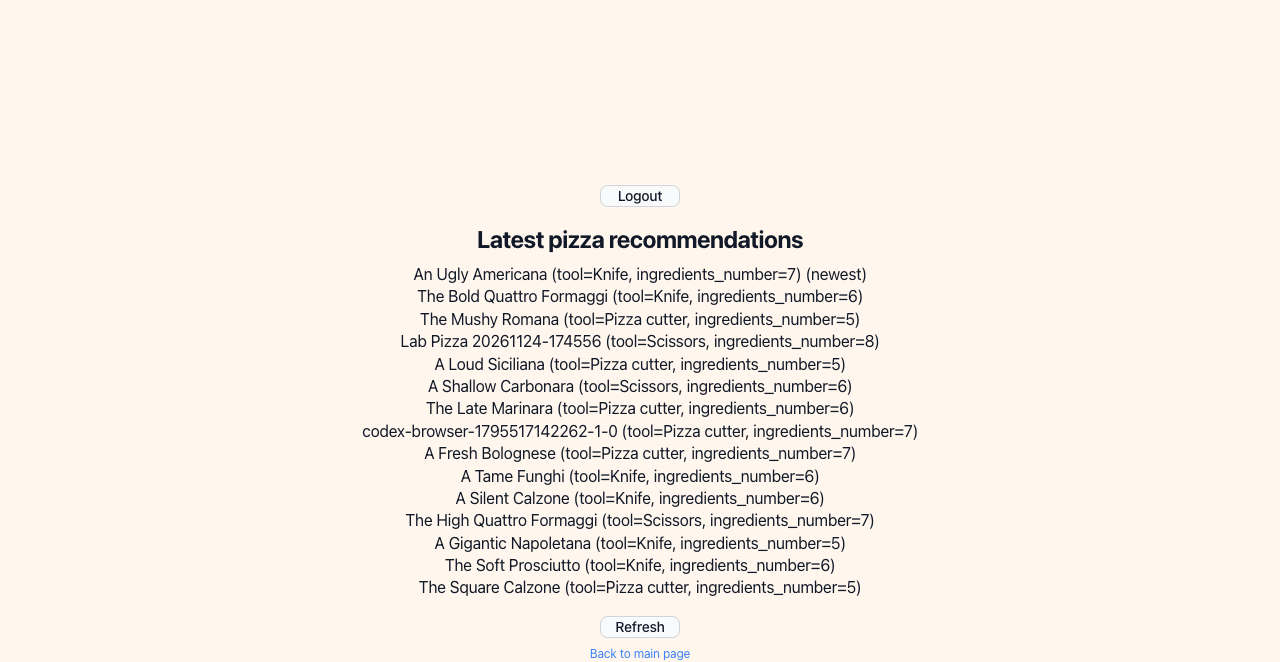 Logout
Latest pizza recommendations
An Ugly Americana (tool=Knife, ingredients_number=7) (newest)
The Bold Quattro Formaggi (tool=Knife, ingredients_number=6)
The Mushy Romana (tool=Pizza cutter, ingredients_number=5)
Lab Pizza 20261124-174556 (tool=Scissors, ingredients_number=8)
A Loud Siciliana (tool=Pizza cutter, ingredients_number=5)
A Shallow Carbonara (tool=Scissors, ingredients_number=6)
The Late Marinara (tool=Pizza cutter, ingredients_number=6)
codex-browser-1795517142262-1-0 (tool=Pizza cutter, ingredients_number=7)
A Fresh Bolognese (tool=Pizza cutter, ingredients_number=7)
A Tame Funghi (tool=Knife, ingredients_number=6)
A Silent Calzone (tool=Knife, ingredients_number=6)
The High Quattro Formaggi (tool=Scissors, ingredients_number=7)
A Gigantic Napoletana (tool=Knife, ingredients_number=5)
The Soft Prosciutto (tool=Knife, ingredients_number=6)
The Square Calzone (tool=Pizza cutter, ingredients_number=5)
Refresh
Back to main page